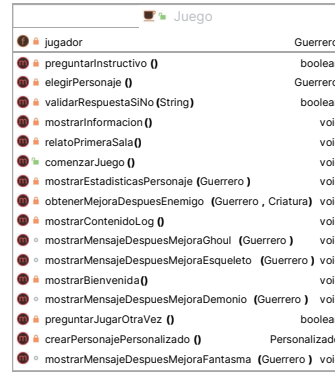 Juego
jugador Guerrero
preguntarInstructivo () boolea
elegirPersonaje () Guerrero
validarRespuestaSiNo (String) boolea
mostrarInformacion() voi
relatoPrimeraSala() voi
comenzarJuego () voi
mostrarEstadisticasPersonaje (Guerrero ) voi
obtenerMejoraDespuesEnemigo (Guerrero , Criatura) voi
mostrarContenidoLog () voi
mostrarMensajeDespuesMejoraGhoul (Guerrero ) voi
mostrarMensajeDespuesMejoraEsqueleto (Guerrero ) voi
mostrarBienvenida() voi
mostrarMensajeDespuesMejoraDemonio (Guerrero ) voi
preguntarJugarOtraVez () boolea
crearPersonajePersonalizado () Personalizado
mostrarMensajeDespuesMejoraFantasma (Guerrero ) voi